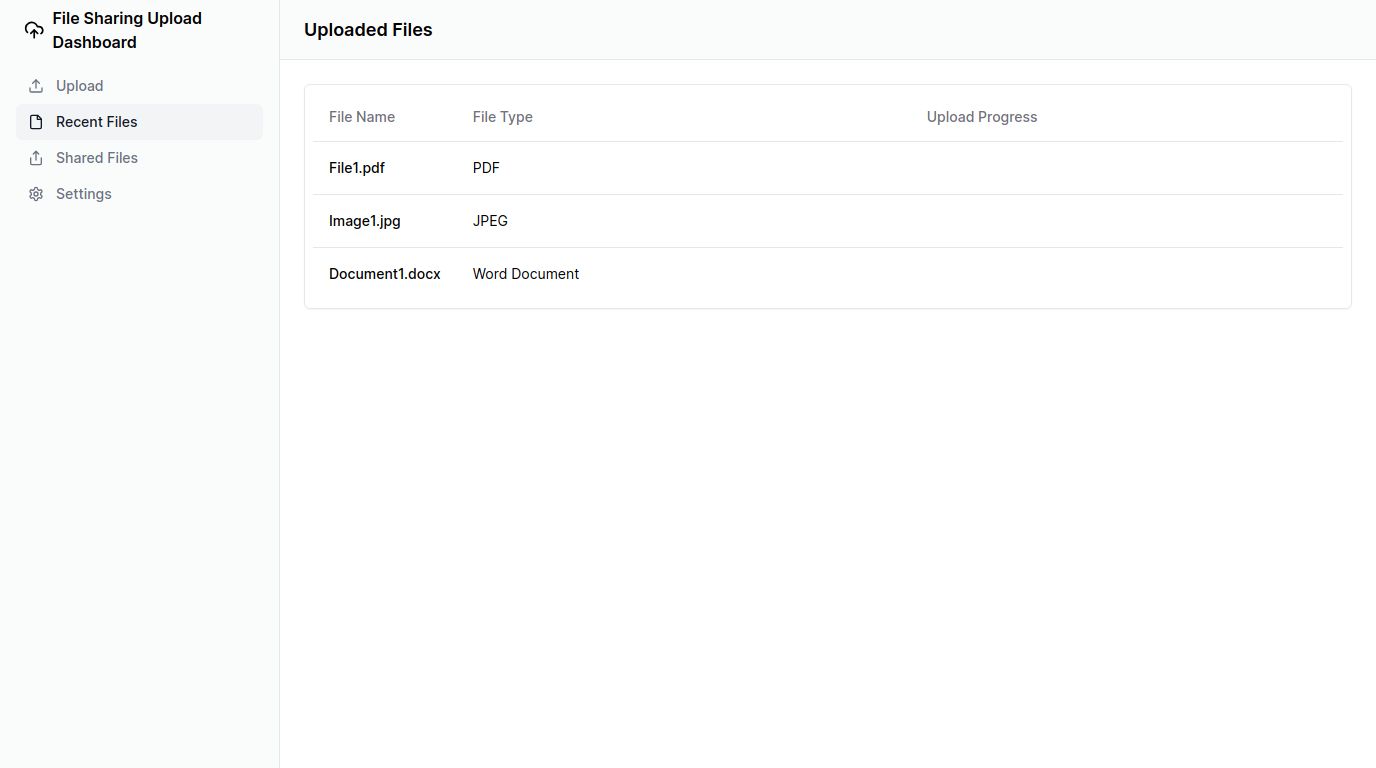 File Sharing Upload
Dashboard
Upload
Recent Files
Shared Files
Settings
Uploaded Files
File Name File Type Upload Progress
File1.pdf PDF
Image1.jpg JPEG
Document1.docx Word Document